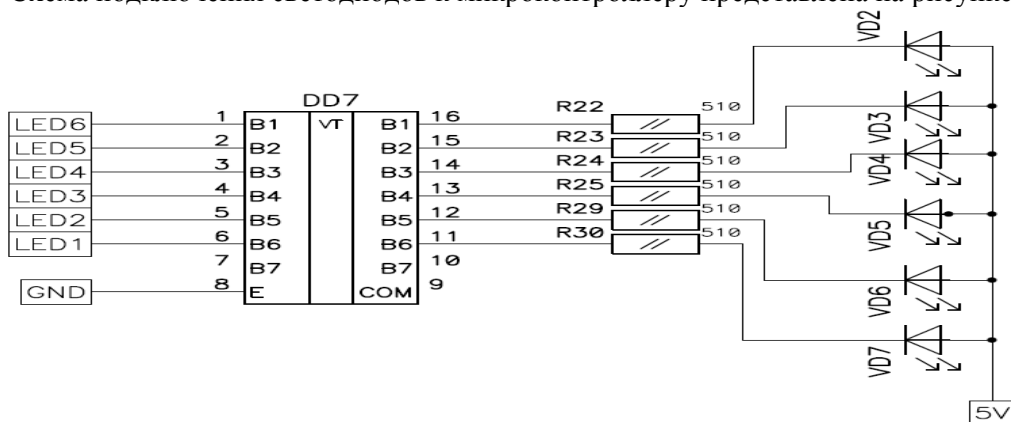 Схема подключения светодиодов к микроконтроллеру представлена на рисунке
VD2
DD7
LED6 1 B1 VT B1 16 R22 510
LED5 2 B2 B2 15 R23 510 VD3
LED4 3 B3 B3 14 R24 510 VD4
LED3 4 B4 B4 13 R25 510
LED2 5 B5 B5 12 R29 510 VD5
LED1 6 B6 B6 11 R30 510
7 B7 B7 10
GND 8 E COM 9
VD6
VD7
5V